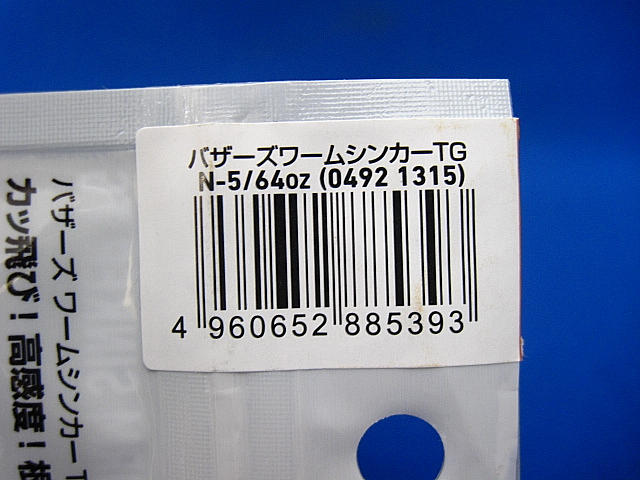 バザーズワームシンカーTG
N-5/64oz (0492 1315)
4 960652 885393
バザーズ ワームシンカー T
カッ飛び！高感度！